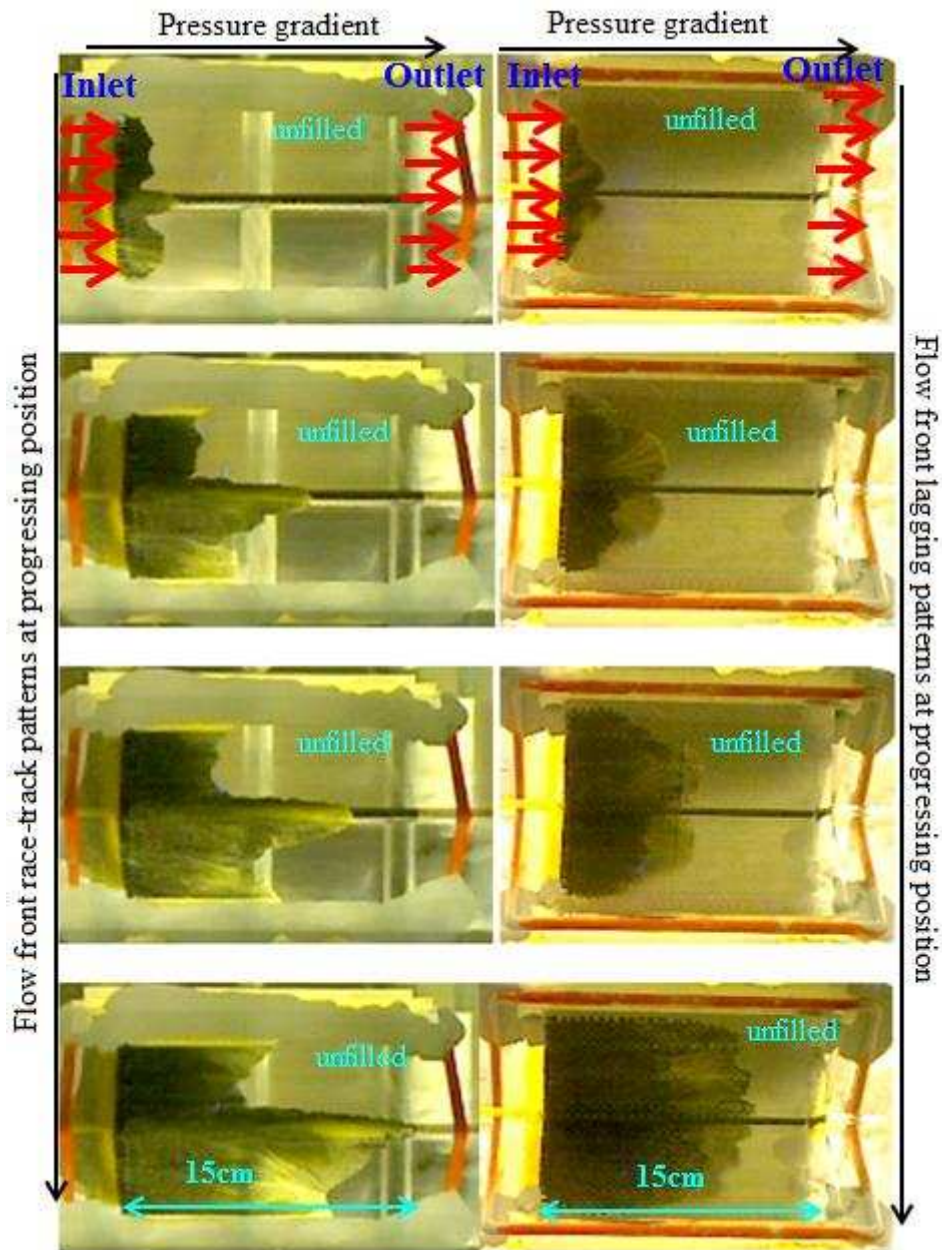 Pressure gradient
Pressure gradient
Inlet
Outlet
Inlet
Outlet
unfilled
unfilled
Flow front race-track patterns at progressing position
Flow front lagging patterns at progressing position
unfilled
unfilled
unfilled
unfilled
unfilled
unfilled
15cm
15cm